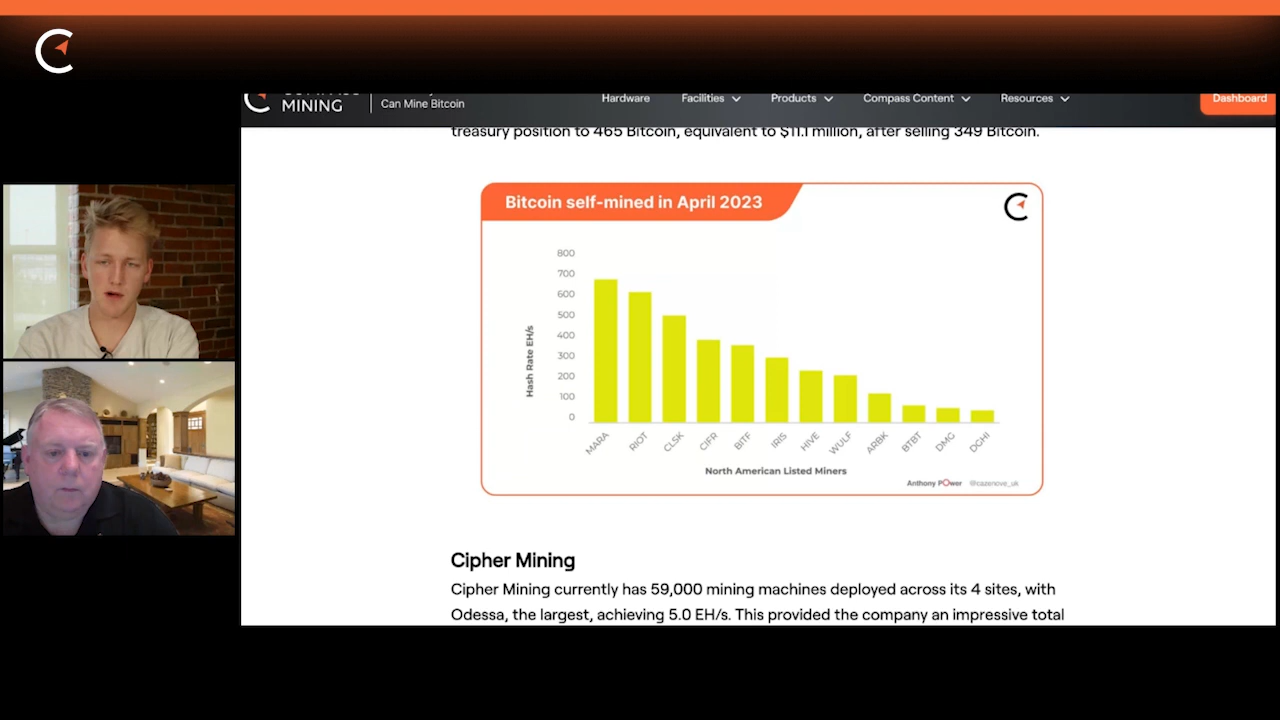 MINING
Can Mine Bitcoin
Hardware
Facilities
Products
Compass Content
Resources
Dashboard
treasury position to 465 Bitcoin, equivalent to $11.1 million, after selling 349 Bitcoin.
Bitcoin self-mined in April 2023
800
700
600
500
400
300
200
100
0
Hash Rate EH/s
MARA
RIOT
CLSK
CIFR
BITF
IRIS
HIVE
WULF
ARBK
BTBT
DMG
DGHI
North American Listed Miners
Anthony Power @cazenove_uk
Cipher Mining
Cipher Mining currently has 59,000 mining machines deployed across its 4 sites, with
Odessa, the largest, achieving 5.0 EH/s. This provided the company an impressive total